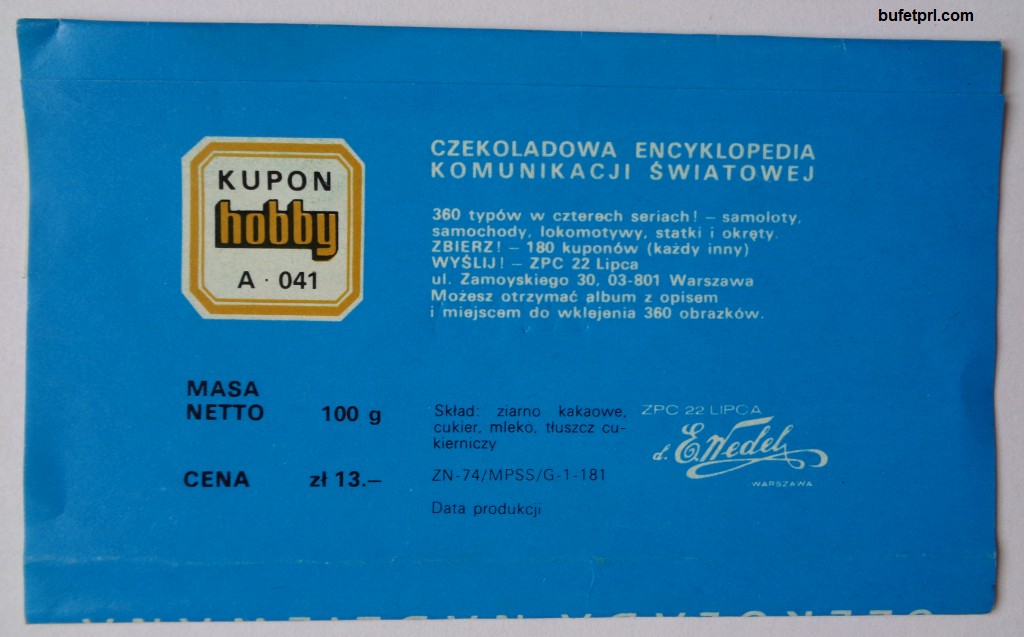 bufetprl.com
KUPON
hobby
A · 041
CZEKOLADOWA ENCYKLOPEDIA
KOMUNIKACJI ŚWIATOWEJ
360 typów w czterech seriach! – samoloty,
samochody, lokomotywy, statki i okręty.
ZBIERZ! – 180 kuponów (każdy inny)
WYŚLIJ! – ZPC 22 Lipca
ul. Zamoyskiego 30, 03-801 Warszawa
Możesz otrzymać album z opisem
i miejscem do wklejenia 360 obrazków.
MASA
NETTO 100 g
CENA zł 13.–
Skład: ziarno kakaowe,
cukier, mleko, tłuszcz cu-
kierniczy
ZN-74/MPSS/G-1-181
Data produkcji
ZPC 22 LIPCA
d. E.Wedel
WARSZAWA